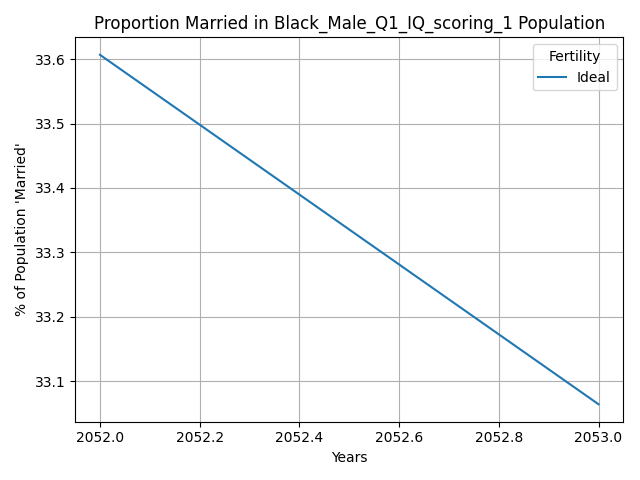 Proportion Married in Black_Male_Q1_IQ_scoring_1 Population
Fertility
Ideal
% of Population 'Married'
33.6
33.5
33.4
33.3
33.2
33.1
2052.0
2052.2
2052.4
2052.6
2052.8
2053.0
Years